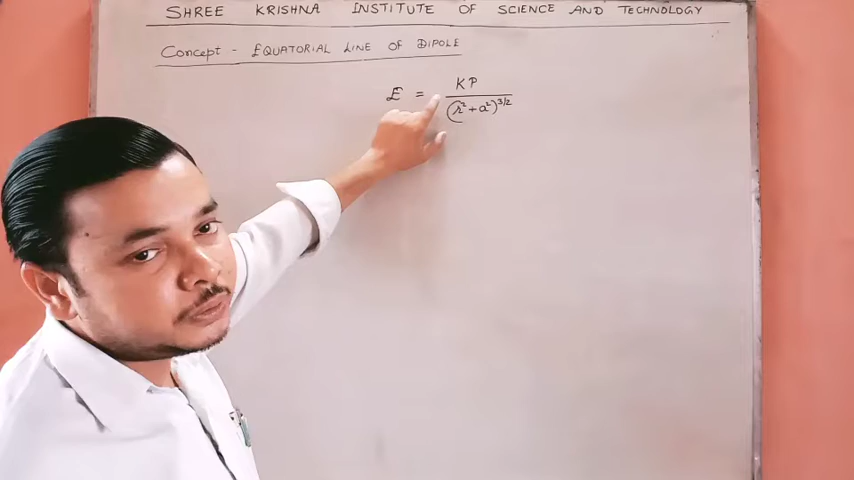 SHREE KRISHNA INSTITUTE OF SCIENCE AND TECHNOLOGY
Concept - EQUATORIAL LINE OF DIPOLE
E = KP / (r²+a²)^3/2